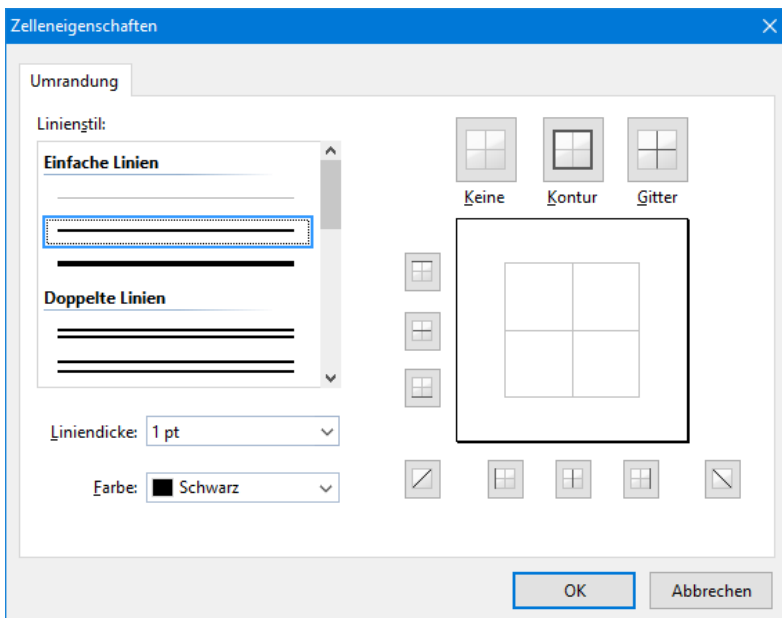 Zelleneigenschaften
Umrandung
Linienstil:
Einfache Linien
Doppelte Linien
Liniendicke: 1 pt
Farbe: Schwarz
Keine Kontur Gitter
OK Abbrechen